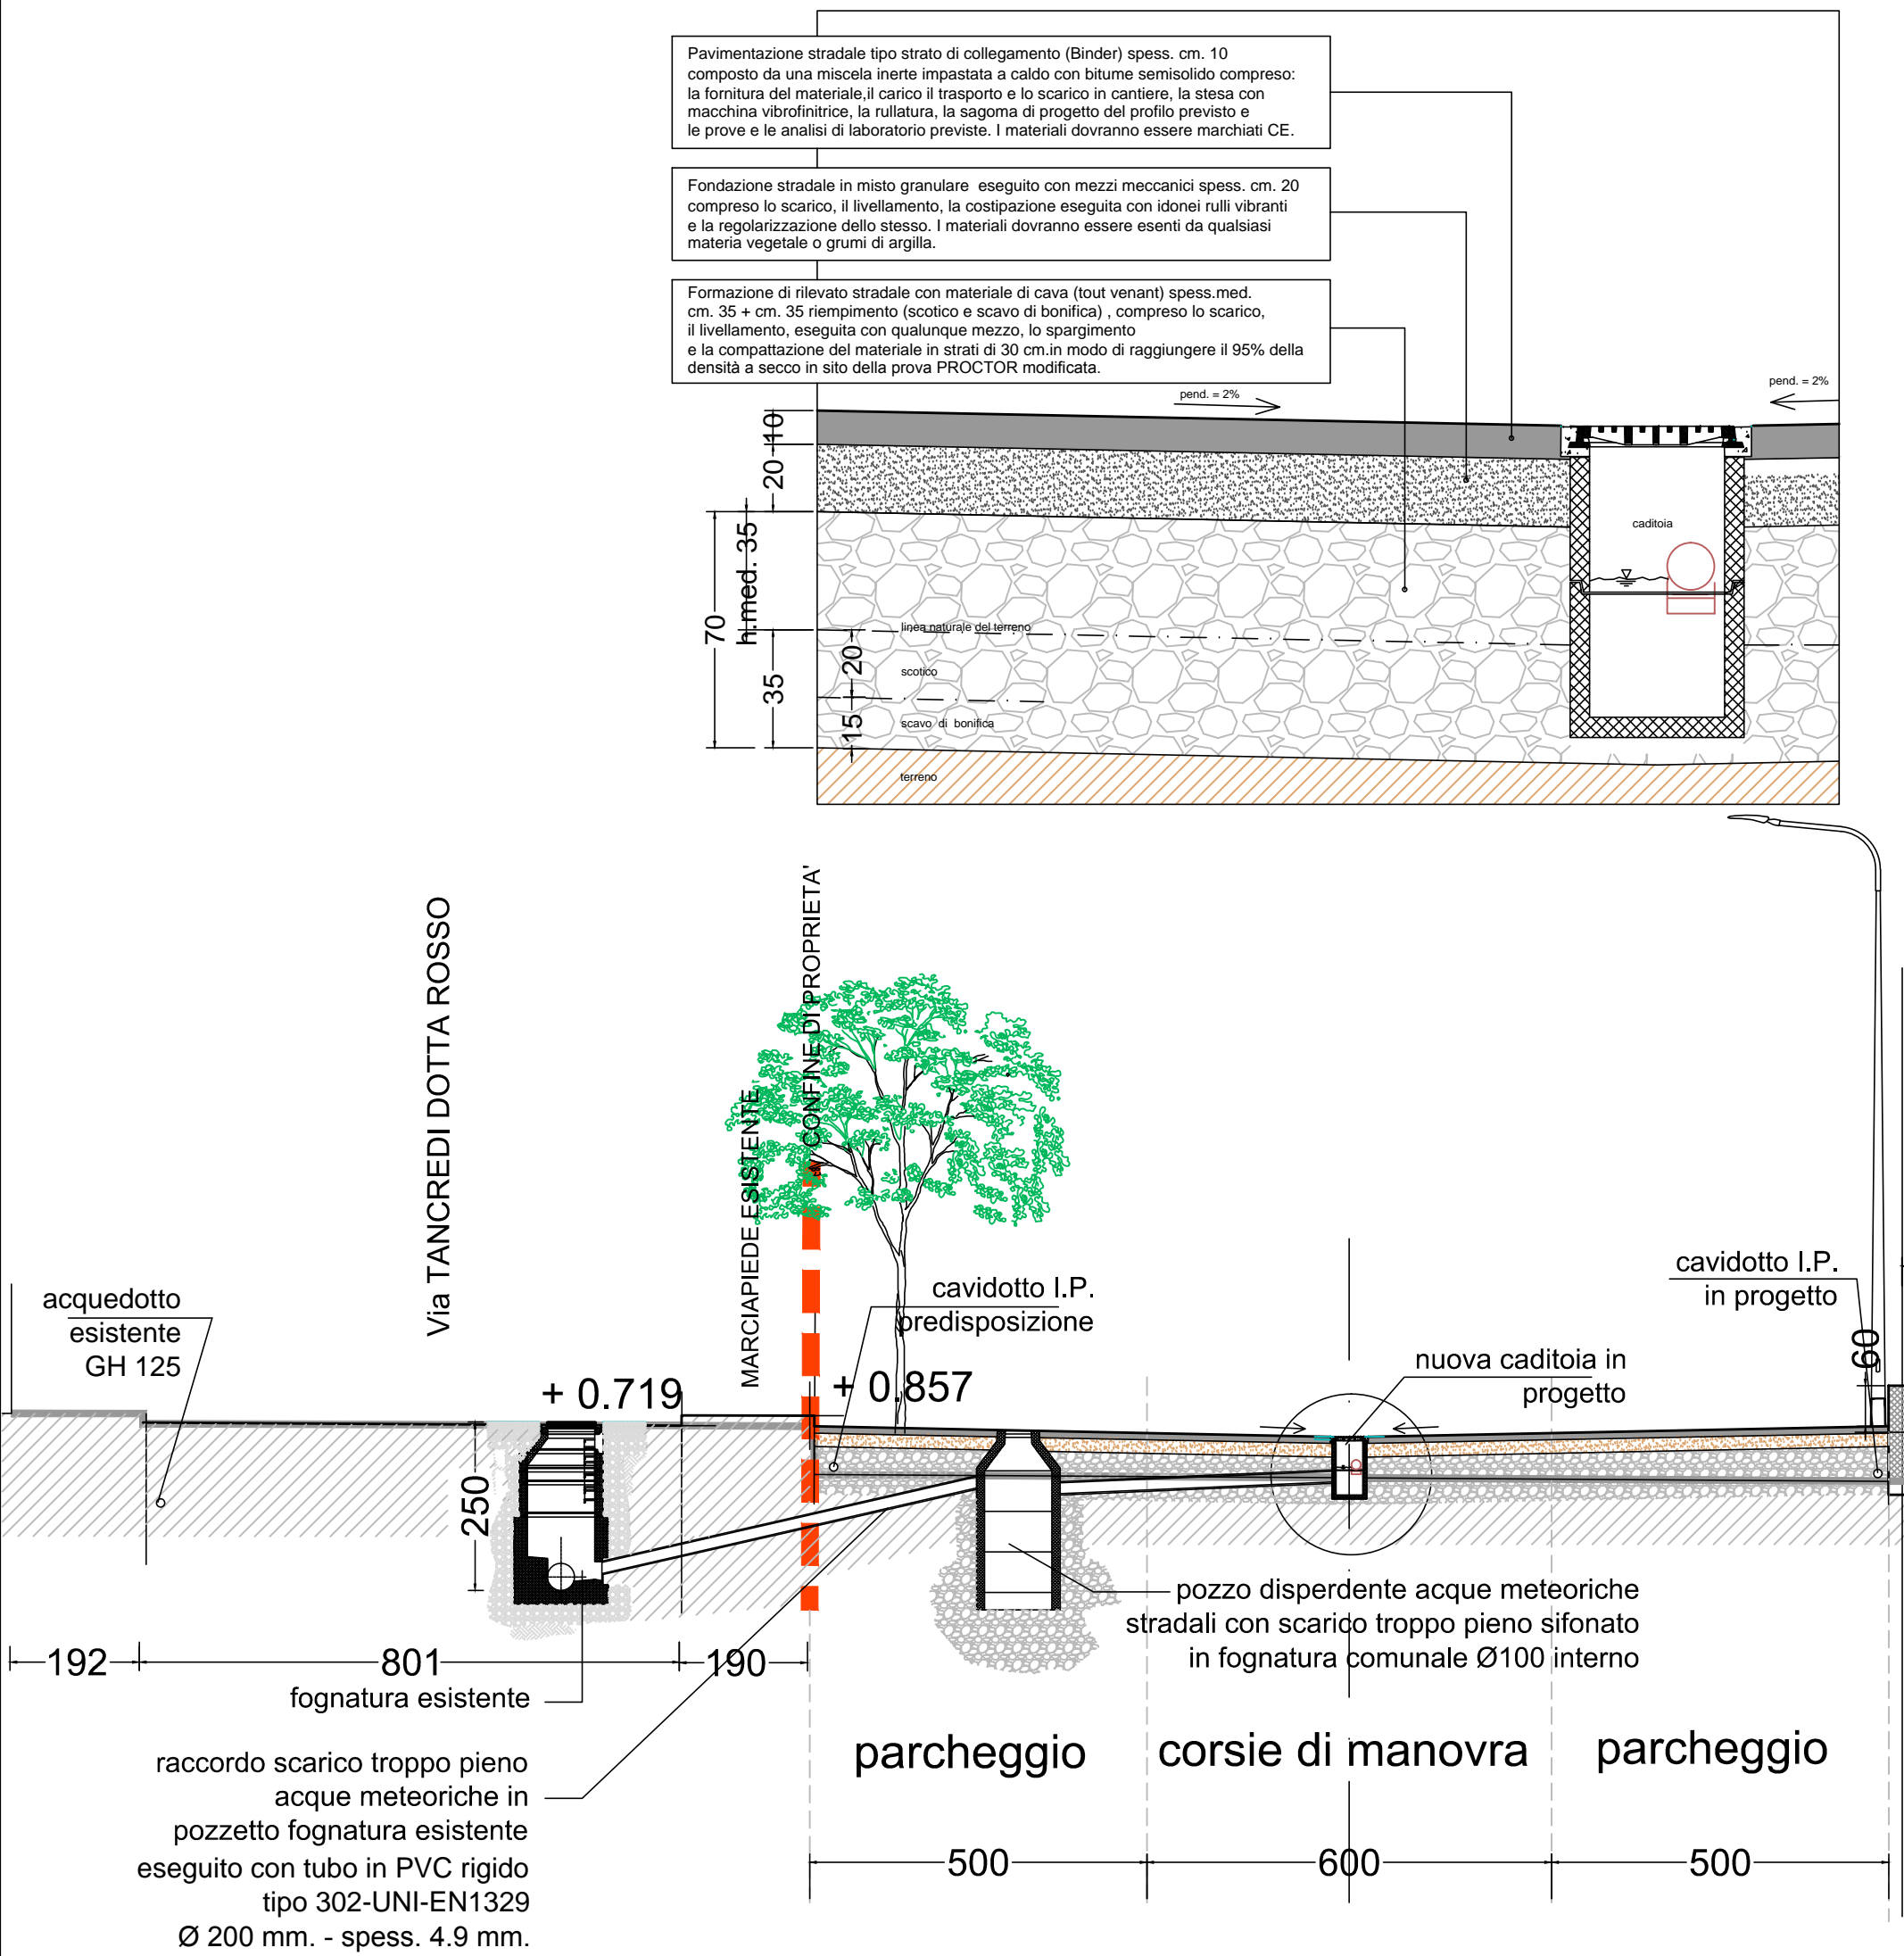 Pavimentazione stradale tipo strato di collegamento (Binder) spess. cm. 10
composto da una miscela inerte impastata a caldo con bitume semisolido compreso:
la fornitura del materiale,il carico il trasporto e lo scarico in cantiere, la stesa con
macchina vibrofinitrice, la rullatura, la sagoma di progetto del profilo previsto e
le prove e le analisi di laboratorio previste. I materiali dovranno essere marchiati CE.
Fondazione stradale in misto granulare eseguito con mezzi meccanici spess. cm. 20
compreso lo scarico, il livellamento, la costipazione eseguita con idonei rulli vibranti
e la regolarizzazione dello stesso. I materiali dovranno essere esenti da qualsiasi
materia vegetale o grumi di argilla.
Formazione di rilevato stradale con materiale di cava (tout venant) spess.med.
cm. 35 + cm. 35 riempimento (scotico e scavo di bonifica) , compreso lo scarico,
il livellamento, eseguita con qualunque mezzo, lo spargimento
e la compattazione del materiale in strati di 30 cm.in modo di raggiungere il 95% della
densità a secco in sito della prova PROCTOR modificata.
pend. = 2%
pend. = 2%
10
20
h.med. 35
70
35
20
15
caditoia
linea naturale del terreno
scotico
scavo di bonifica
terreno
Via TANCREDI DOTTA ROSSO
MARCIAPIEDE ESISTENTE
CONFINE DI PROPRIETA'
acquedotto
esistente
GH 125
+ 0.719
+ 0.857
cavidotto I.P.
predisposizione
cavidotto I.P.
in progetto
60
nuova caditoia in
progetto
250
pozzo disperdente acque meteoriche
stradali con scarico troppo pieno sifonato
in fognatura comunale Ø100 interno
192
801
190
fognatura esistente
raccordo scarico troppo pieno
acque meteoriche in
pozzetto fognatura esistente
eseguito con tubo in PVC rigido
tipo 302-UNI-EN1329
Ø 200 mm. - spess. 4.9 mm.
parcheggio
corsie di manovra
parcheggio
500
600
500